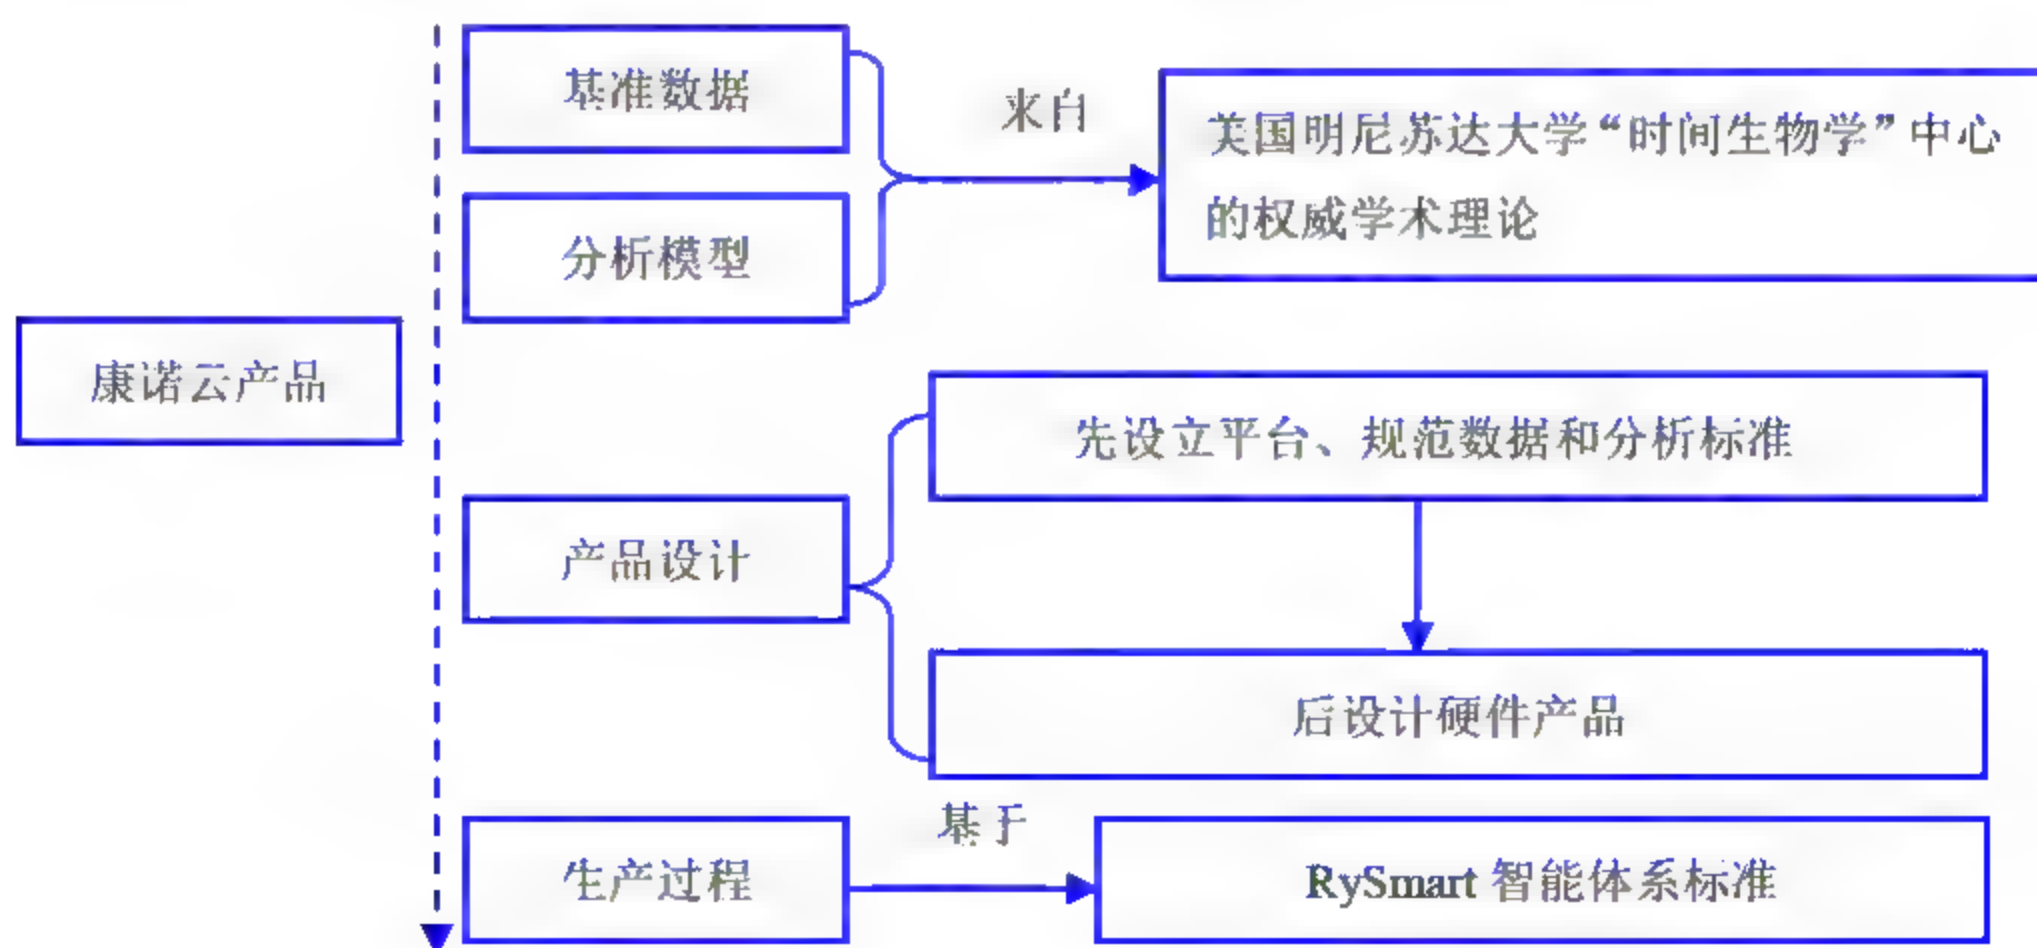 基准数据
来自
美国明尼苏达大学“时间生物学”中心
的权威学术理论
分析模型
康诺云产品
先设立平台、规范数据和分析标准
产品设计
后设计硬件产品
基于
生产过程
RySmart 智能体系标准